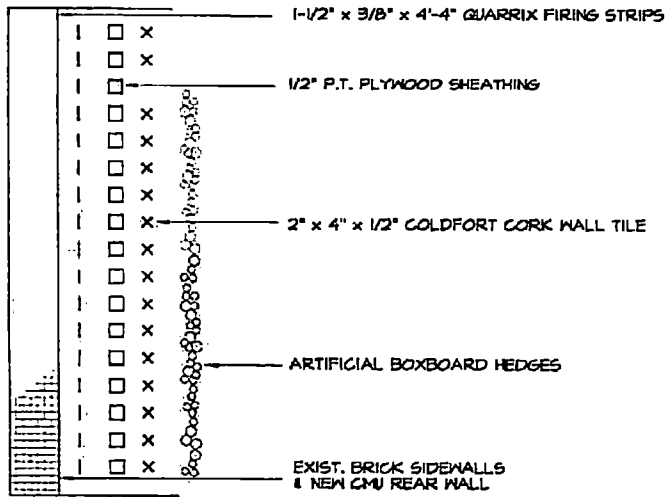 1-1/2" x 3/8" x 4'-4" QUARRIX FIRING STRIPS
1/2" P.T. PLYWOOD SHEATHING
2" x 4" x 1/2" COLDFORT CORK WALL TILE
ARTIFICIAL BOXBOARD HEDGES
EXIST. BRICK SIDEWALLS
& NEW CMU REAR WALL